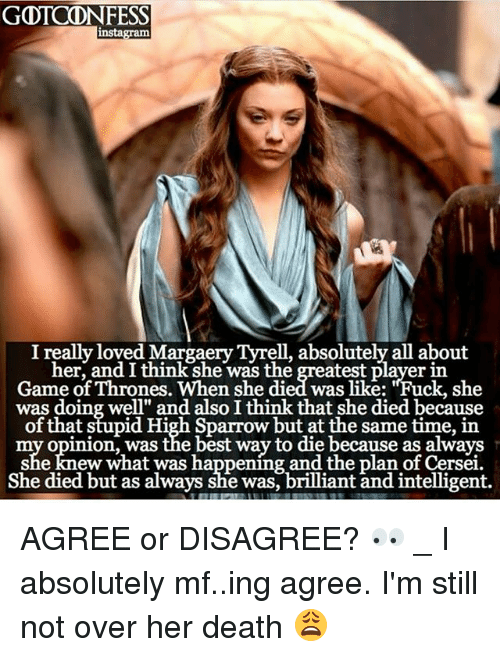 GOTCONFESS
instagram
I really loved Margaery Tyrell, absolutely all about
her, and I think she was the greatest player in
Game of Thrones. When she died was like: "Fuck, she
was doing well" and also I think that she died because
of that stupid High Sparrow but at the same time, in
my opinion, was the best way to die because as always
she knew what was happening and the plan of Cersei.
She died but as always she was, brilliant and intelligent.
AGREE or DISAGREE? 👀 _ I
absolutely mf..ing agree. I'm still
not over her death 😩